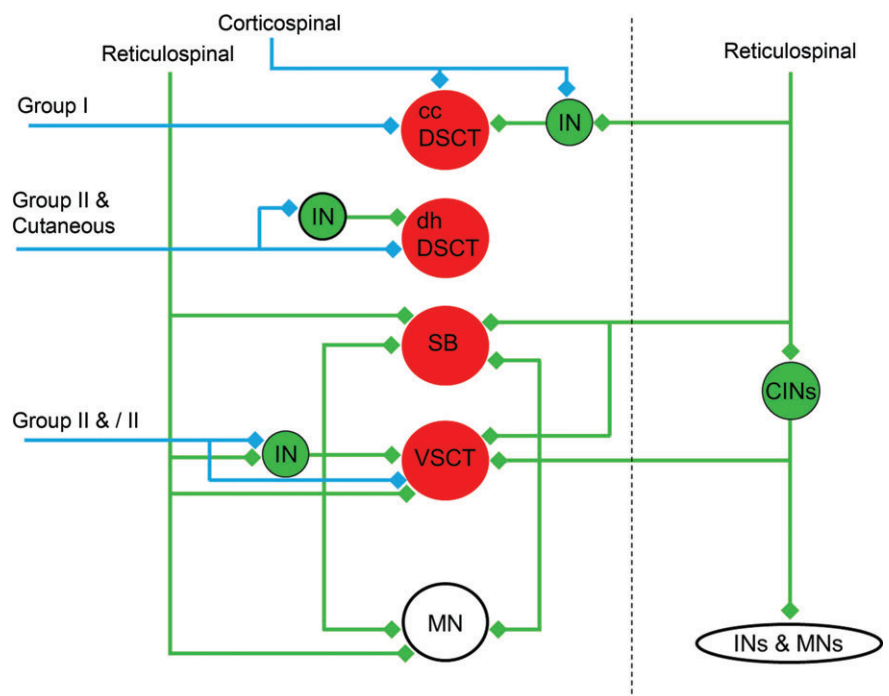 Corticospinal
Reticulospinal
Reticulospinal
Group I
cc
DSCT
IN
Group II &
Cutaneous
IN
dh
DSCT
SB
CINs
Group II & / II
IN
VSCT
MN
INs & MNs